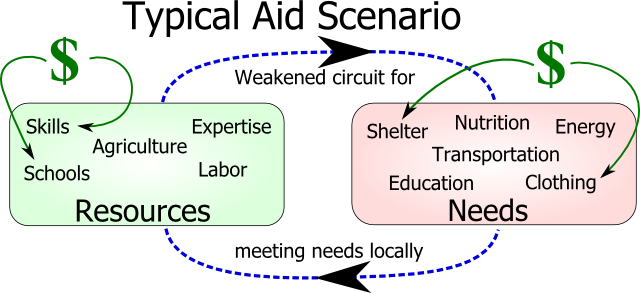 Typical Aid Scenario
$
$
Weakened circuit for
Skills
Expertise
Agriculture
Schools
Labor
Resources
Shelter
Nutrition
Energy
Transportation
Education
Clothing
Needs
meeting needs locally